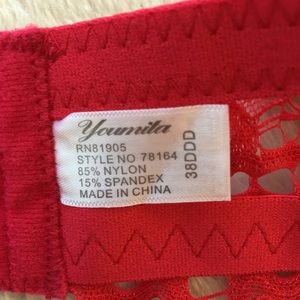 Youmita
RN81905
STYLE NO 78164
85% NYLON
15% SPANDEX
MADE IN CHINA
38DDD